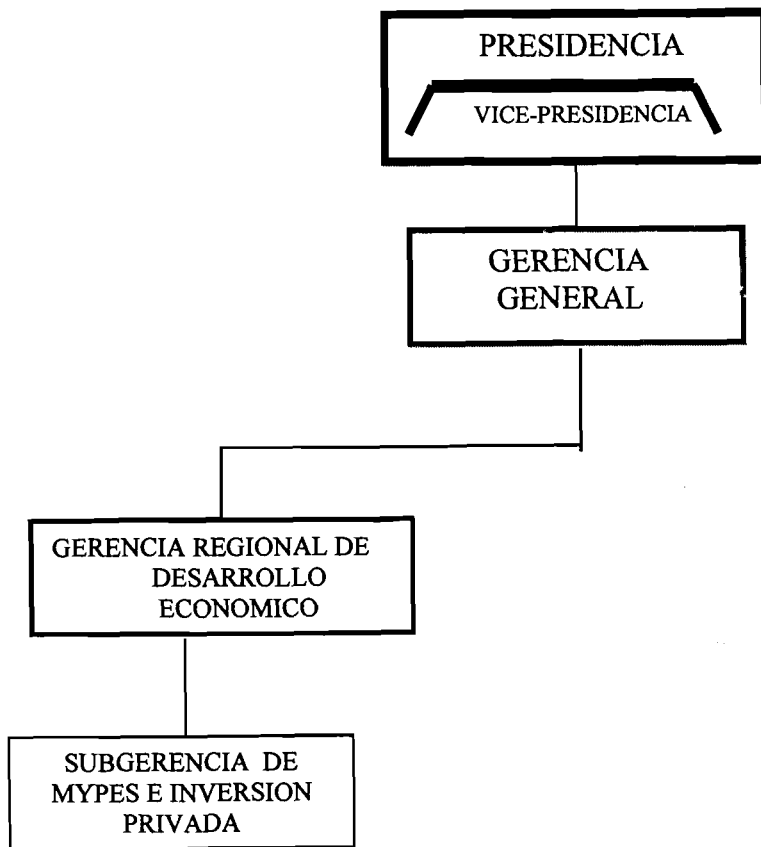 PRESIDENCIA
VICE-PRESIDENCIA
GERENCIA
GENERAL
GERENCIA REGIONAL DE
DESARROLLO
ECONOMICO
SUBGERENCIA DE
MYPES E INVERSION
PRIVADA